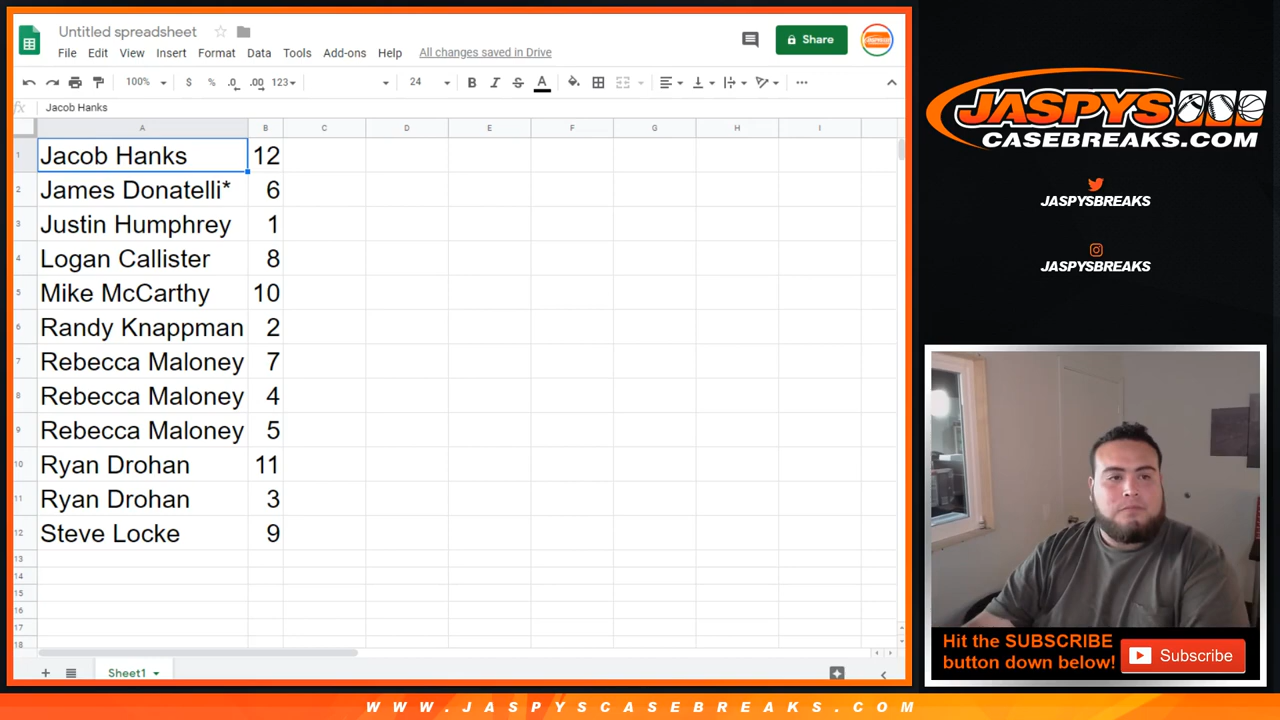 Untitled spreadsheet
File Edit View Insert Format Data Tools Add-ons Help All changes saved in Drive
Share
100% $ % .0 .00 123 24 B I S A
fx Jacob Hanks
A B C D E F G H I
1 Jacob Hanks 12
2 James Donatelli* 6
3 Justin Humphrey 1
4 Logan Callister 8
5 Mike McCarthy 10
6 Randy Knappman 2
7 Rebecca Maloney 7
8 Rebecca Maloney 4
9 Rebecca Maloney 5
10 Ryan Drohan 11
11 Ryan Drohan 3
12 Steve Locke 9
13
14
15
16
17
18
Sheet1
JASPYS
CASEBREAKS.COM
JASPYSBREAKS
JASPYSBREAKS
Hit the SUBSCRIBE
button down below!
Subscribe
WWW.JASPYSCASEBREAKS.COM